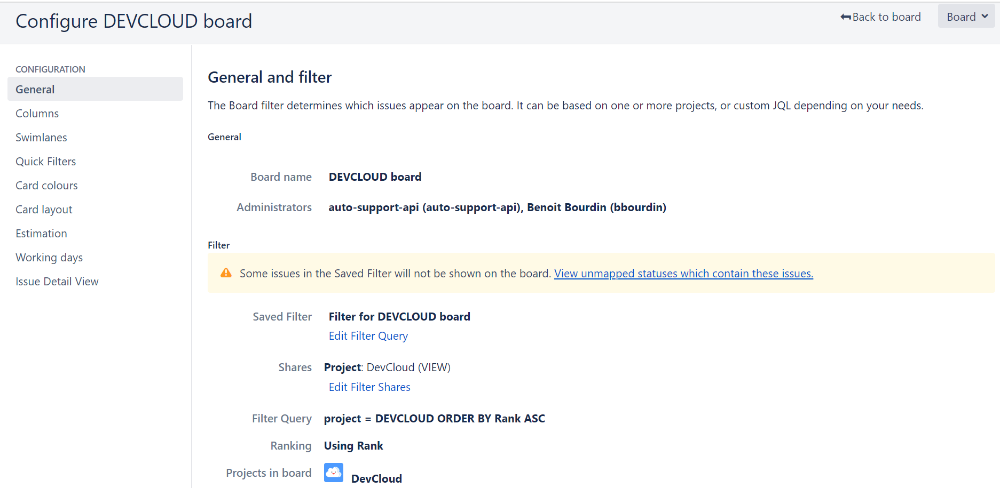 Configure DEVCLOUD board
Back to board
Board
CONFIGURATION
General
Columns
Swimlanes
Quick Filters
Card colours
Card layout
Estimation
Working days
Issue Detail View
General and filter
The Board filter determines which issues appear on the board. It can be based on one or more projects, or custom JQL depending on your needs.
General
Board name DEVCLOUD board
Administrators auto-support-api (auto-support-api), Benoit Bourdin (bbourdin)
Filter
Some issues in the Saved Filter will not be shown on the board. View unmapped statuses which contain these issues.
Saved Filter Filter for DEVCLOUD board
Edit Filter Query
Shares Project: DevCloud (VIEW)
Edit Filter Shares
Filter Query project = DEVCLOUD ORDER BY Rank ASC
Ranking Using Rank
Projects in board DevCloud